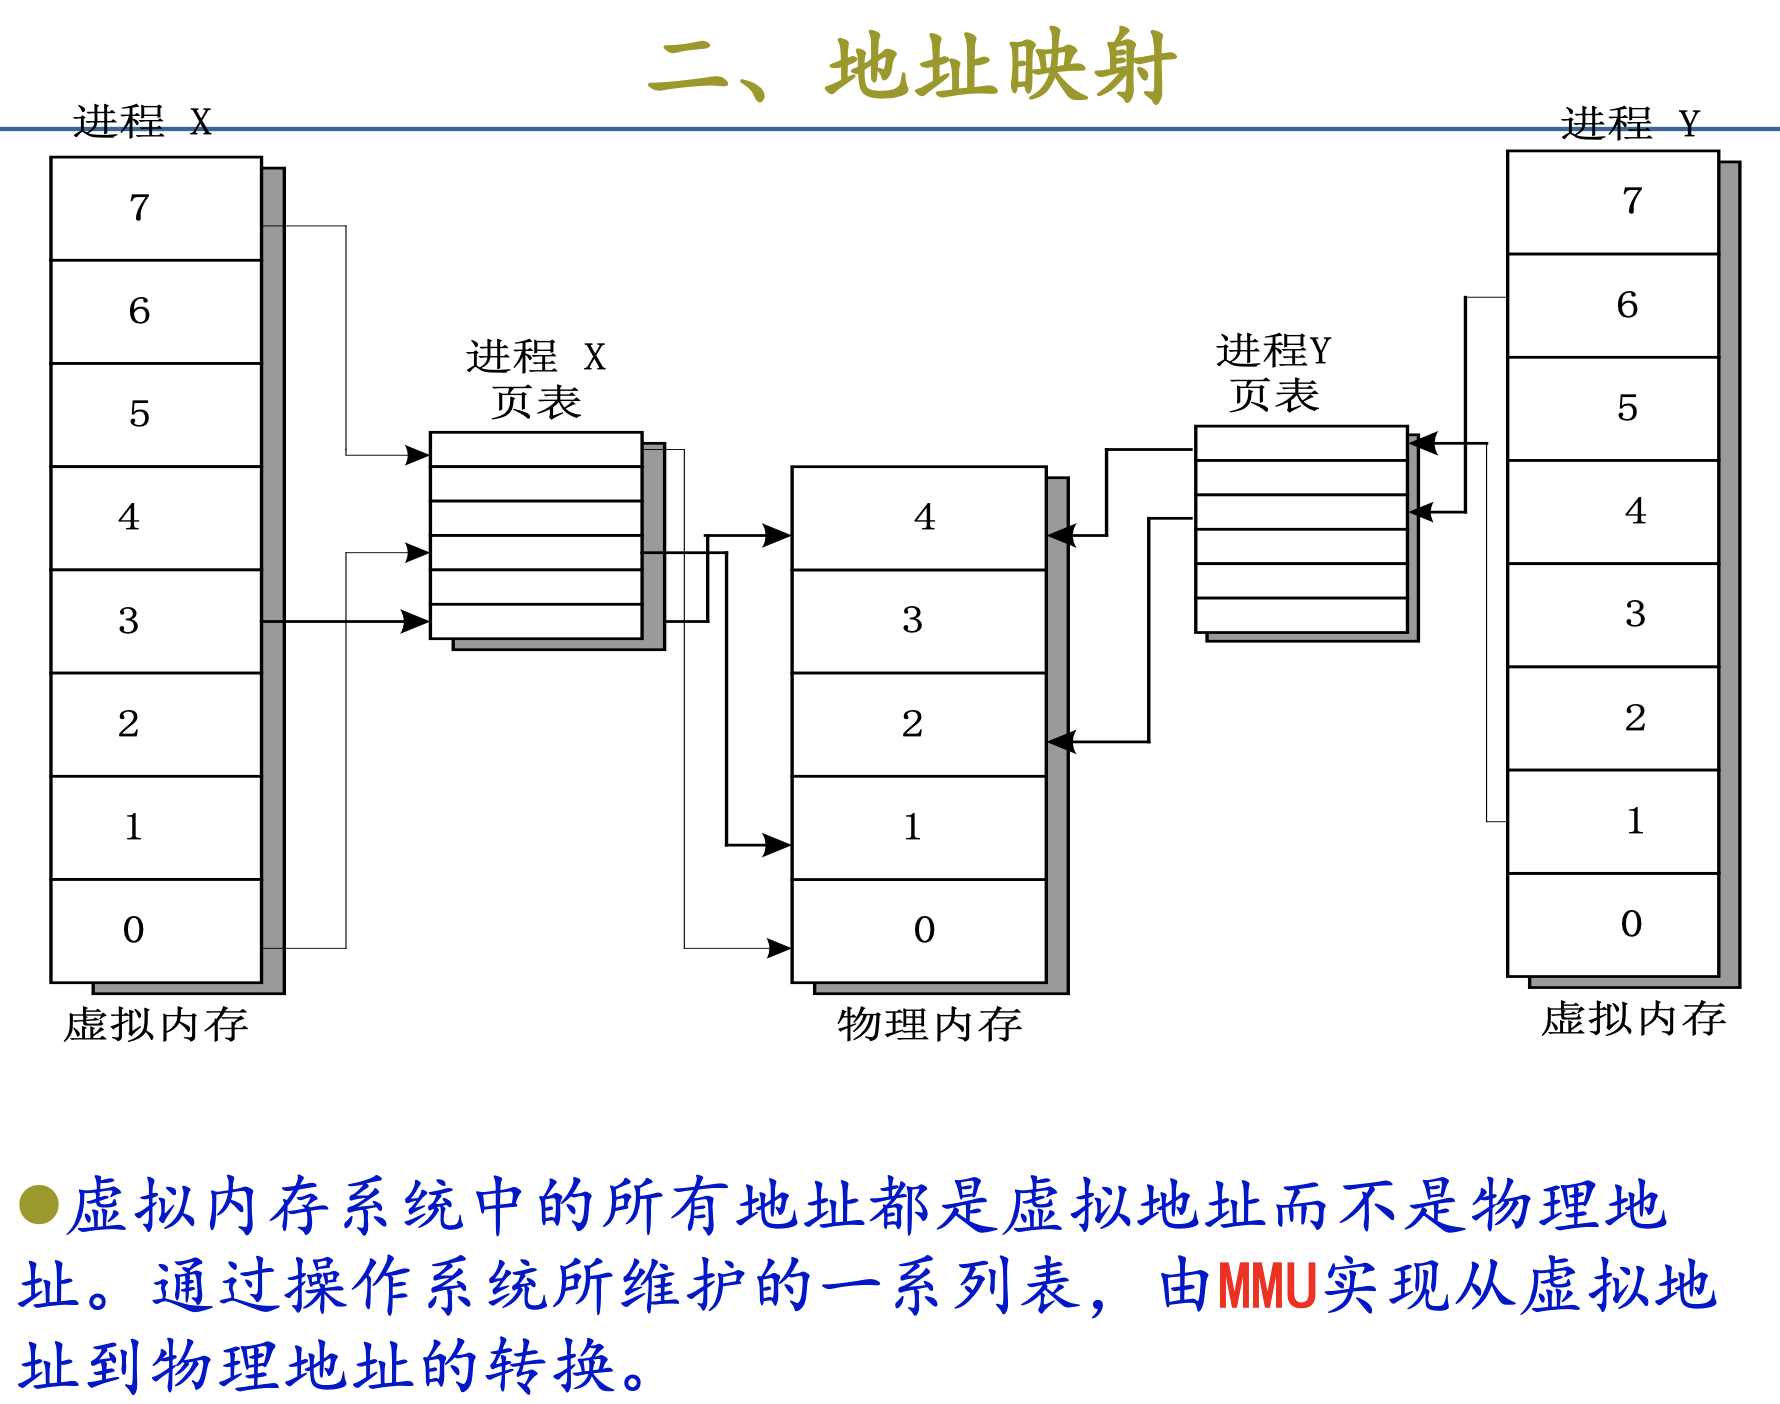 二、地址映射
进程 X
进程 Y
7
6
5
4
3
2
1
0
虚拟内存
进程 X
页表
4
3
2
1
0
物理内存
进程Y
页表
7
6
5
4
3
2
1
0
虚拟内存
虚拟内存系统中的所有地址都是虚拟地址而不是物理地
址。通过操作系统所维护的一系列表，由MMU实现从虚拟地
址到物理地址的转换。